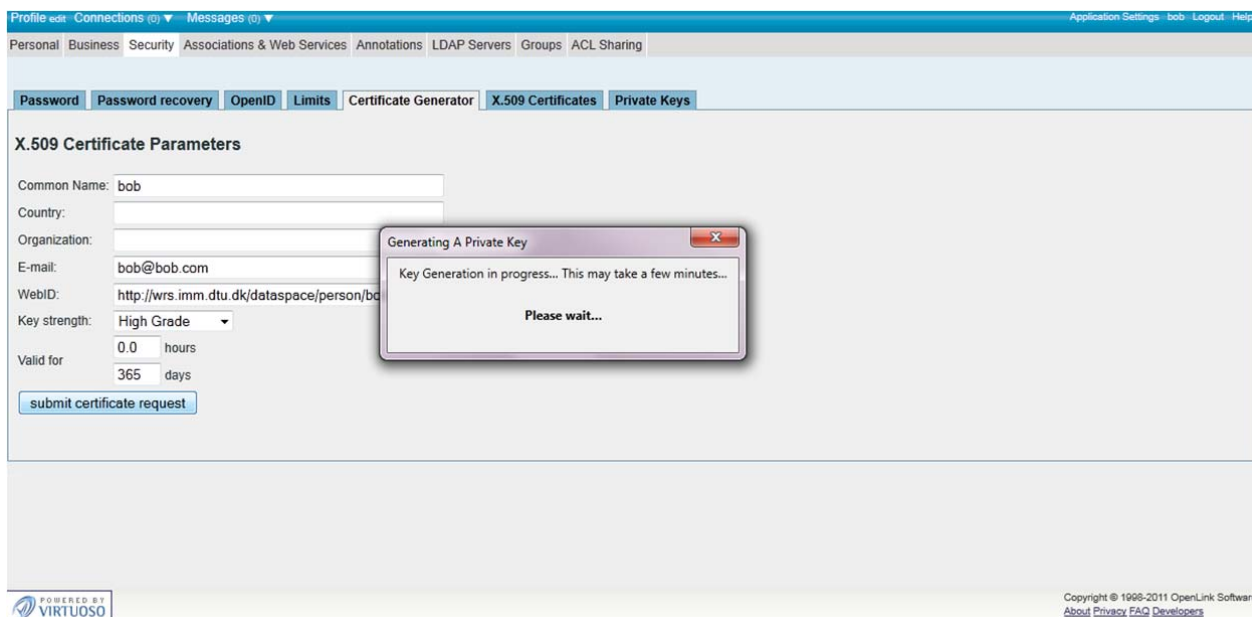 Profile edit Connections (0) ▼ Messages (0) ▼ Application Settings bob Logout Help
Personal Business Security Associations & Web Services Annotations LDAP Servers Groups ACL Sharing
Password Password recovery OpenID Limits Certificate Generator X.509 Certificates Private Keys
X.509 Certificate Parameters
Common Name: bob
Country:
Organization:
E-mail: bob@bob.com
WebID: http://wrs.imm.dtu.dk/dataspace/person/bo
Key strength: High Grade
Valid for
0.0 hours
365 days
submit certificate request
Generating A Private Key
Key Generation in progress... This may take a few minutes...
Please wait...
POWERED BY
VIRTUOSO
Copyright © 1998-2011 OpenLink Softwar
About Privacy FAQ Developers